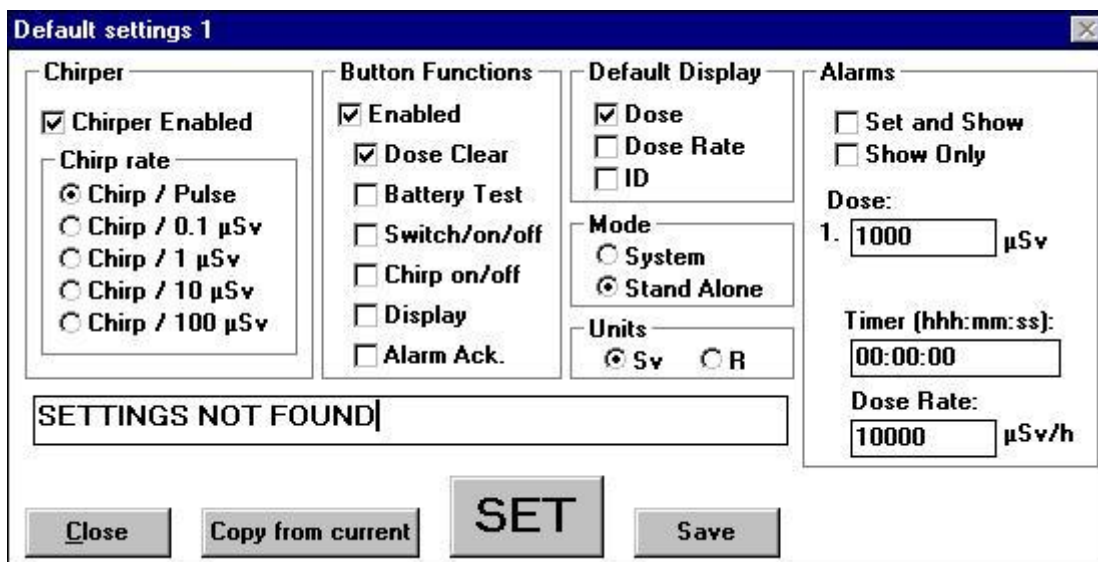 Default settings 1
Chirper
Chirper Enabled
Chirp rate
Chirp / Pulse
Chirp / 0.1 µSv
Chirp / 1 µSv
Chirp / 10 µSv
Chirp / 100 µSv
Button Functions
Enabled
Dose Clear
Battery Test
Switch/on/off
Chirp on/off
Display
Alarm Ack.
Default Display
Dose
Dose Rate
ID
Mode
System
Stand Alone
Units
Sv R
Alarms
Set and Show
Show Only
Dose:
1. 1000 µSv
Timer (hhh:mm:ss):
00:00:00
Dose Rate:
10000 µSv/h
SETTINGS NOT FOUND
Close Copy from current SET Save